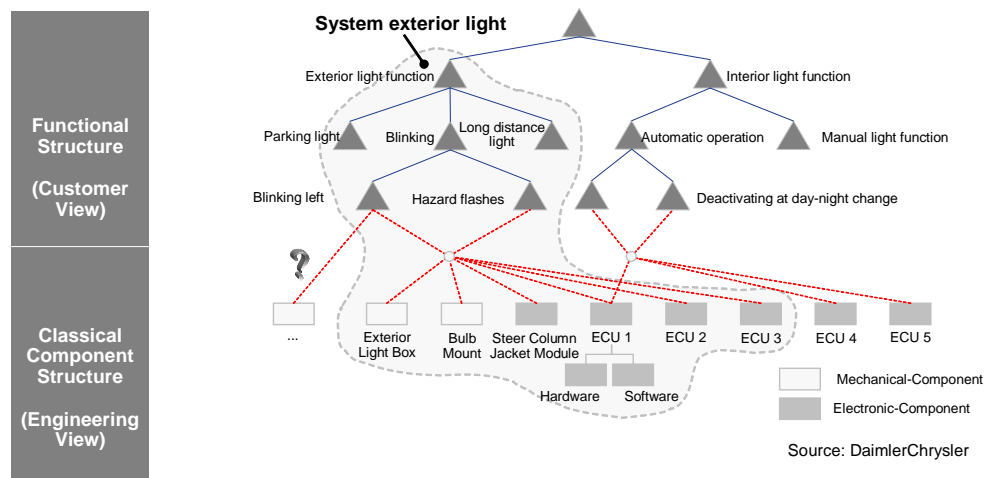 System exterior light
Exterior light function
Interior light function
Functional
Structure
(Customer
View)
Parking light
Blinking
Long distance
light
Automatic operation
Manual light function
Blinking left
Hazard flashes
Deactivating at day-night change
?
Classical
Component
Structure
(Engineering
View)
...
Exterior
Light Box
Bulb
Mount
Steer Column
Jacket Module
ECU 1
ECU 2
ECU 3
ECU 4
ECU 5
Hardware
Software
Mechanical-Component
Electronic-Component
Source: DaimlerChrysler